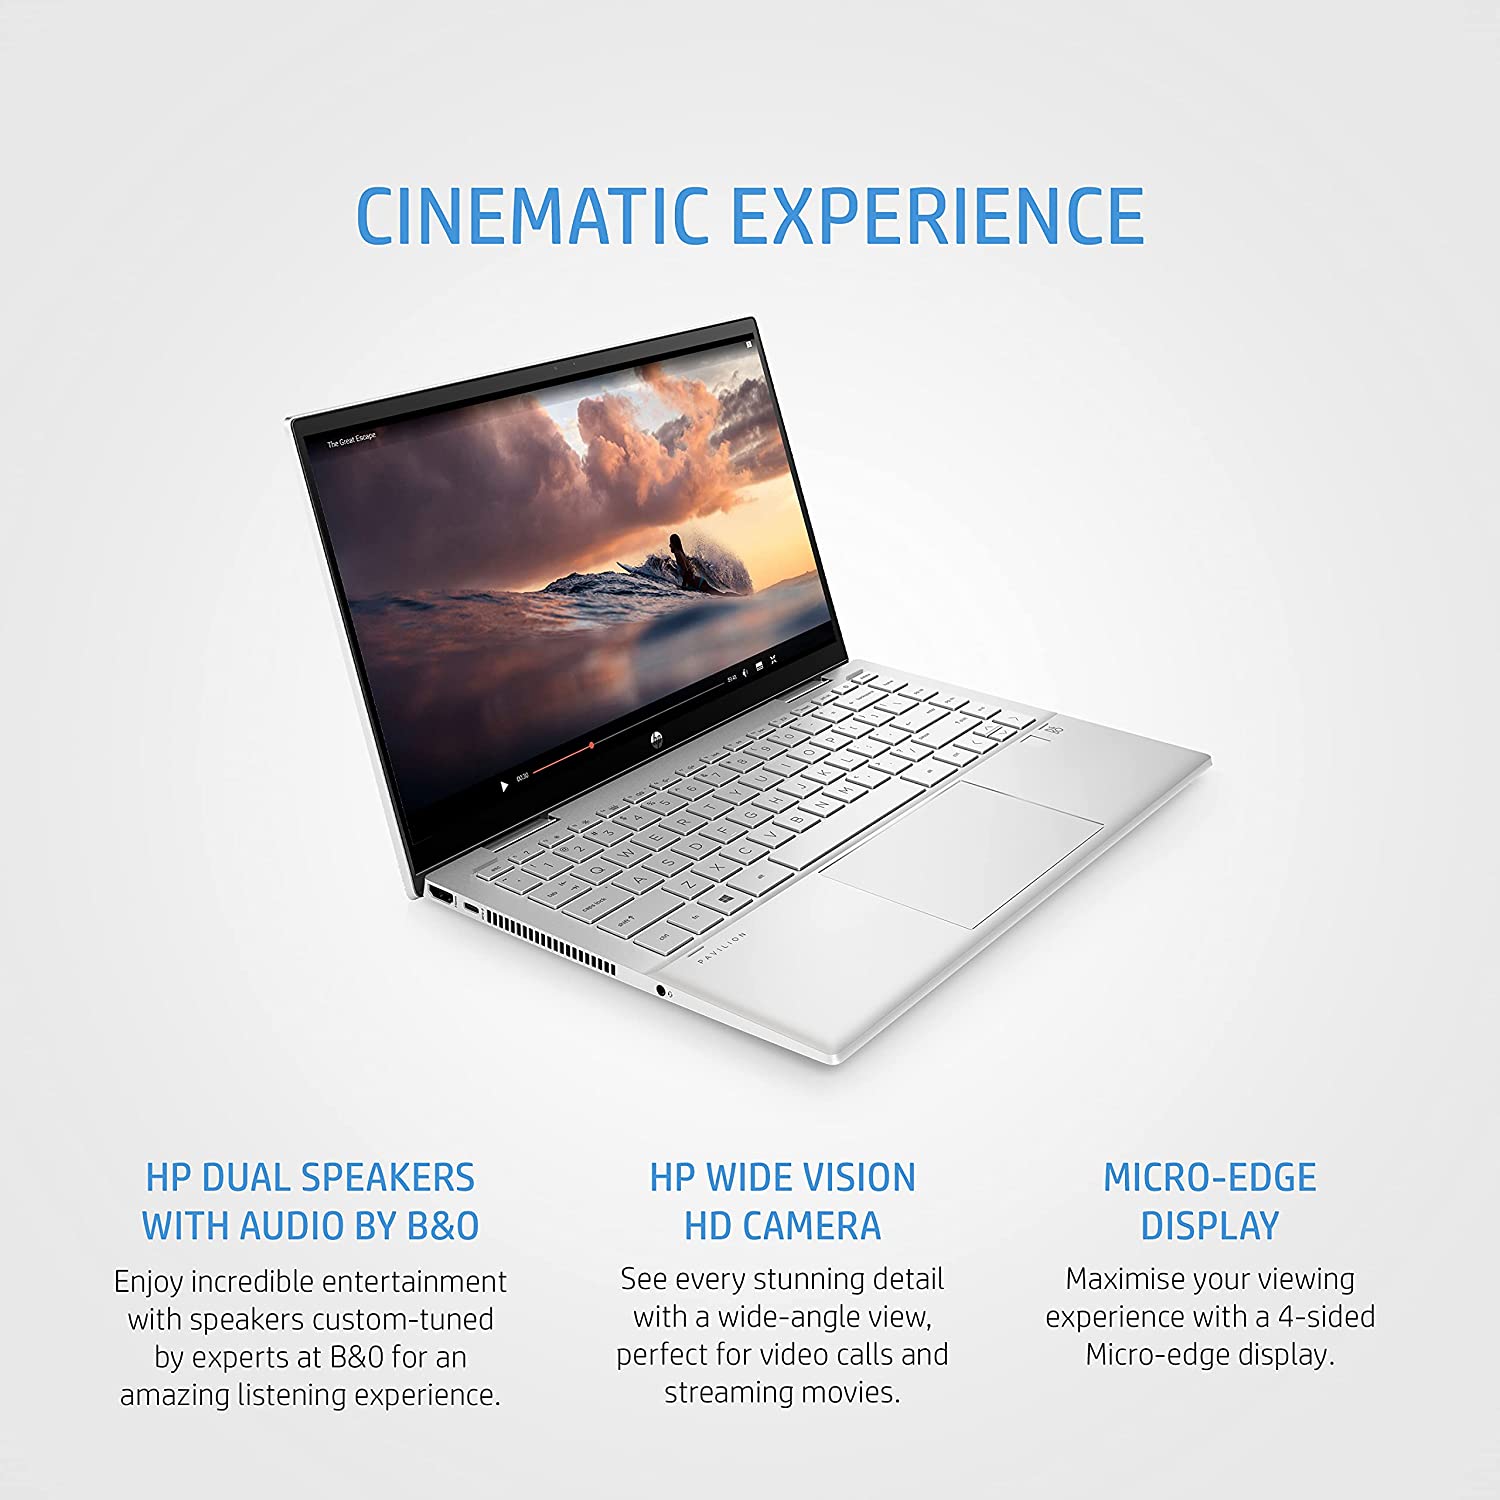 CINEMATIC EXPERIENCE
The Great Escape
00:30
PAVILION
HP DUAL SPEAKERS
WITH AUDIO BY B&O
Enjoy incredible entertainment
with speakers custom-tuned
by experts at B&O for an
amazing listening experience.
HP WIDE VISION
HD CAMERA
See every stunning detail
with a wide-angle view,
perfect for video calls and
streaming movies.
MICRO-EDGE
DISPLAY
Maximise your viewing
experience with a 4-sided
Micro-edge display.